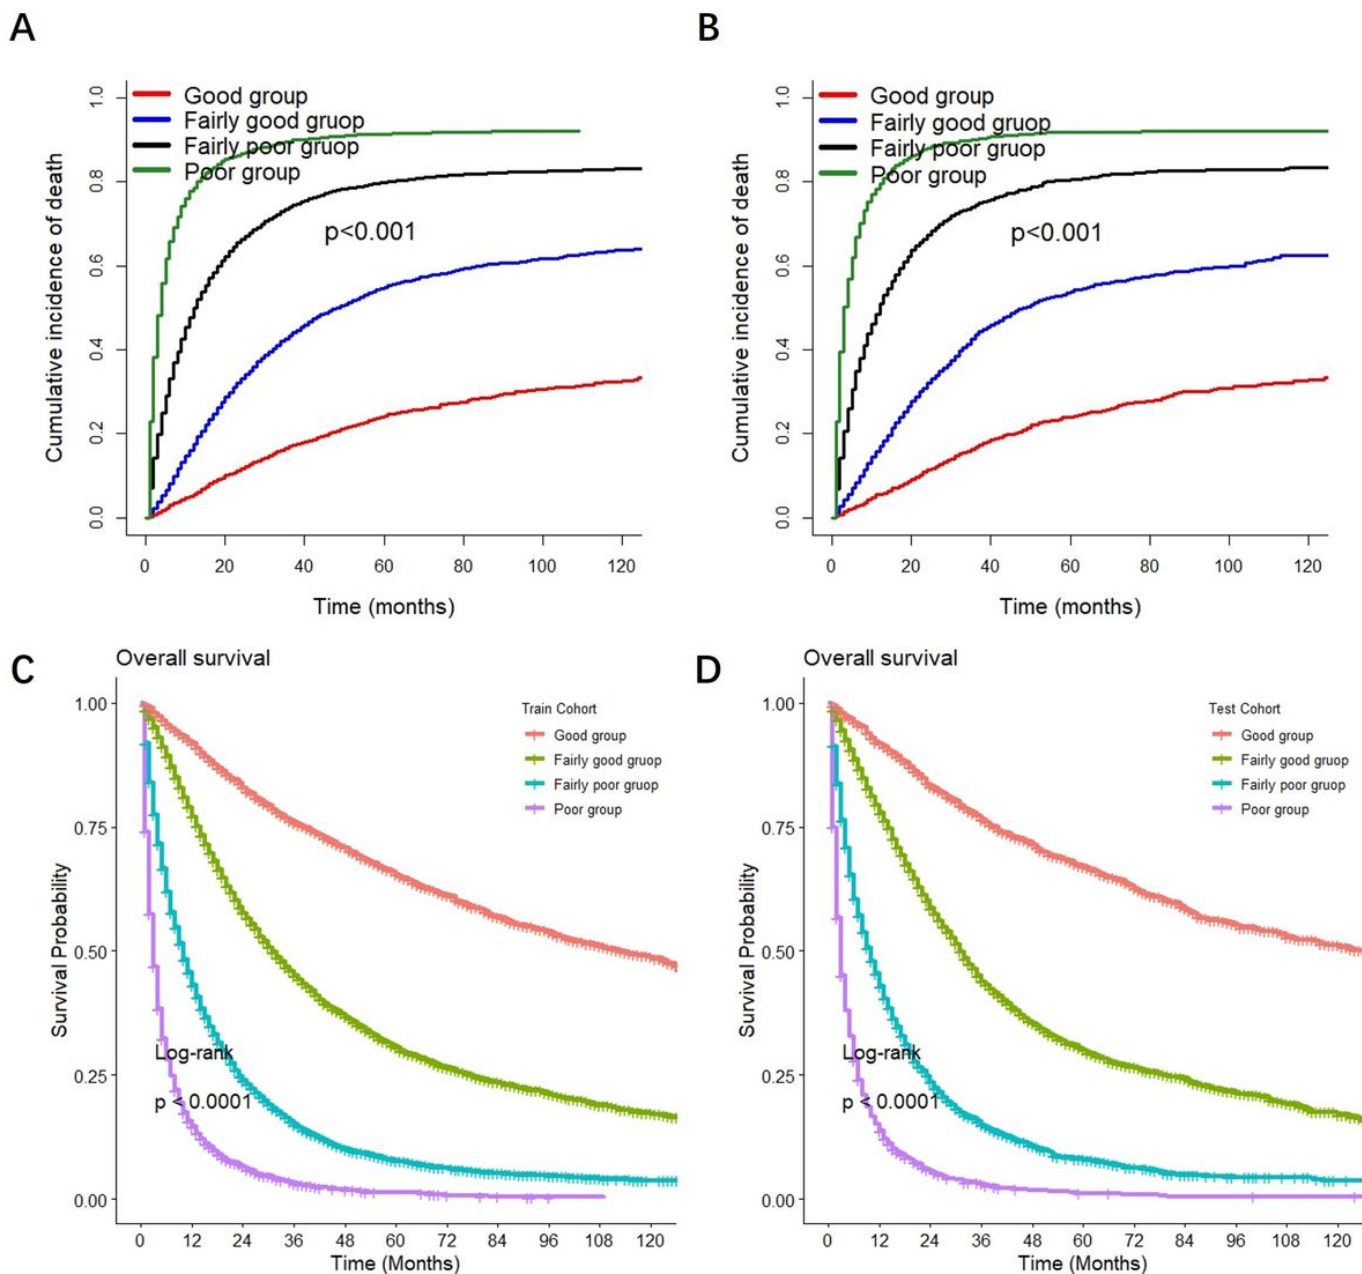 A
Good group
Fairly good gruop
Fairly poor gruop
Poor group
p<0.001
Cumulative incidence of death
0.0
0.2
0.4
0.6
0.8
1.0
0 20 40 60 80 100 120
Time (months)
B
Good group
Fairly good gruop
Fairly poor gruop
Poor group
p<0.001
Cumulative incidence of death
0.0
0.2
0.4
0.6
0.8
1.0
0 20 40 60 80 100 120
Time (months)
C
Overall survival
Train Cohort
Good group
Fairly good gruop
Fairly poor gruop
Poor group
Survival Probability
1.00
0.75
0.50
0.25
0.00
Log-rank
p < 0.0001
0 12 24 36 48 60 72 84 96 108 120
Time (Months)
D
Overall survival
Test Cohort
Good group
Fairly good gruop
Fairly poor gruop
Poor group
Survival Probability
1.00
0.75
0.50
0.25
0.00
Log-rank
p < 0.0001
0 12 24 36 48 60 72 84 96 108 120
Time (Months)